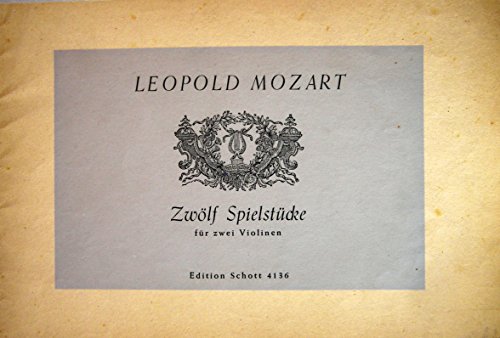 LEOPOLD MOZART
Zwölf Spielstücke
für zwei Violinen
Edition Schott 4136